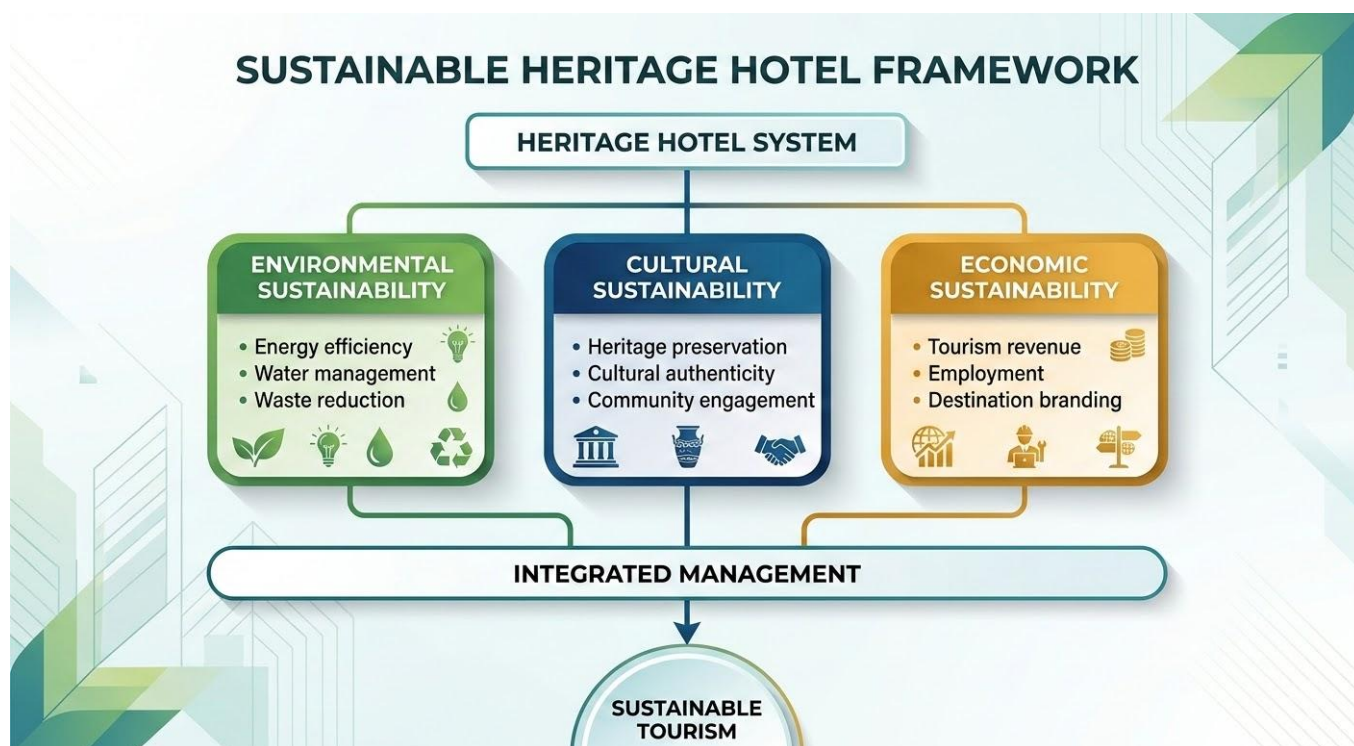 SUSTAINABLE HERITAGE HOTEL FRAMEWORK
HERITAGE HOTEL SYSTEM
ENVIRONMENTAL
SUSTAINABILITY
• Energy efficiency
• Water management
• Waste reduction
CULTURAL
SUSTAINABILITY
• Heritage preservation
• Cultural authenticity
• Community engagement
ECONOMIC
SUSTAINABILITY
• Tourism revenue
• Employment
• Destination branding
INTEGRATED MANAGEMENT
SUSTAINABLE
TOURISM